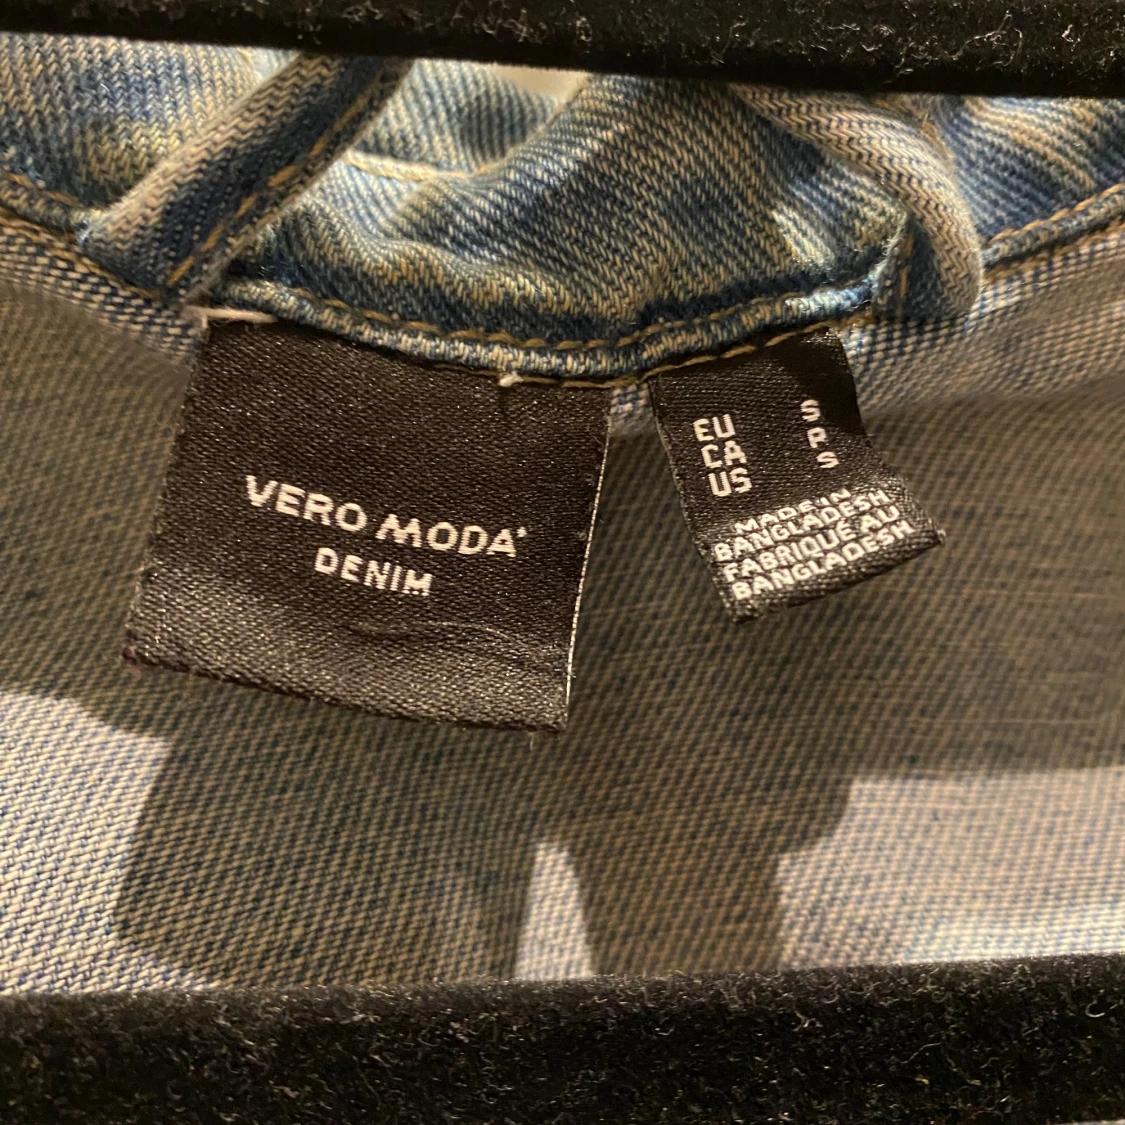 VERO MODA
DENIM
EU S
CA P
US S
MADE IN
BANGLADESH
FABRIQUÉ AU
BANGLADESH